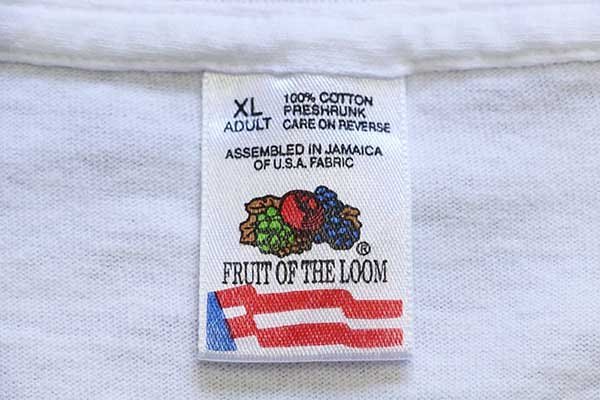 XL 100% COTTON
PRESHRUNK
ADULT CARE ON REVERSE
ASSEMBLED IN JAMAICA
OF U.S.A. FABRIC
®
FRUIT OF THE LOOM